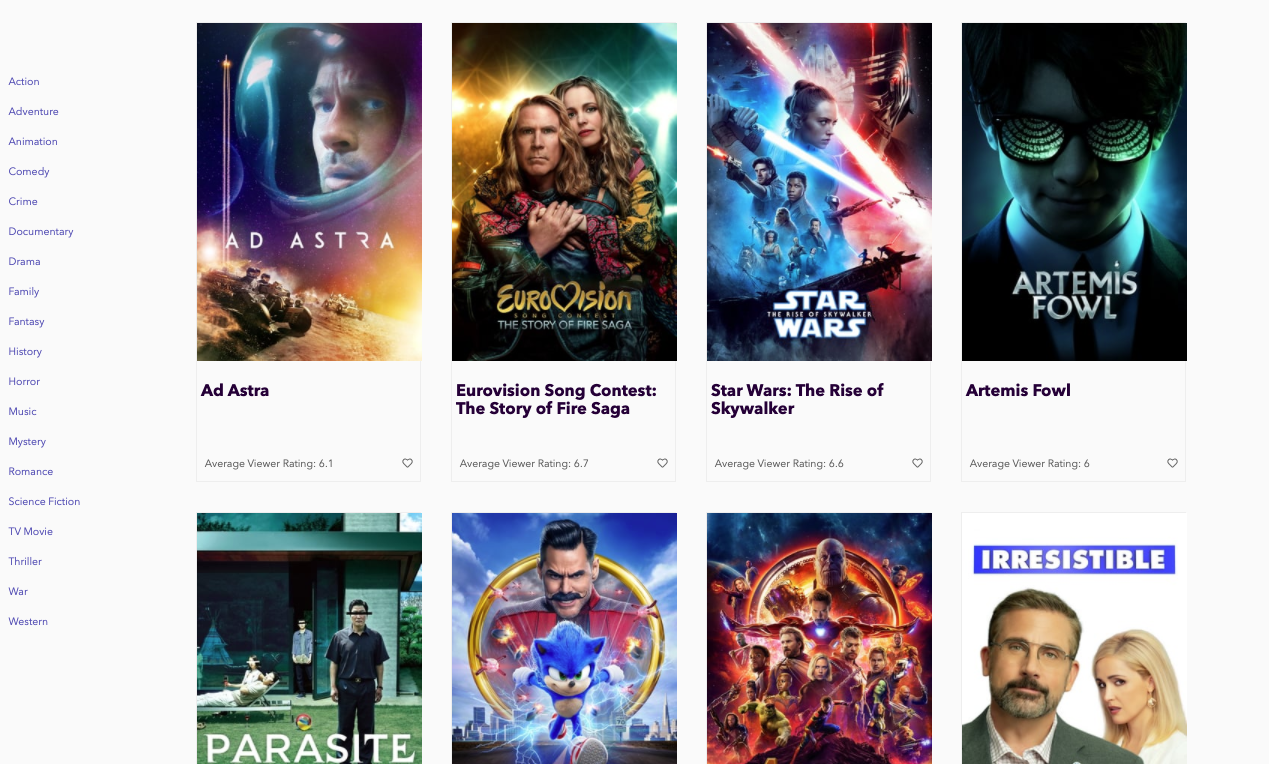 Action
Adventure
Animation
Comedy
Crime
Documentary
Drama
Family
Fantasy
History
Horror
Music
Mystery
Romance
Science Fiction
TV Movie
Thriller
War
Western
AD ASTRA
EUROVISION
SONG CONTEST
THE STORY OF FIRE SAGA
STAR
THE RISE OF SKYWALKER
WARS
ARTEMIS
FOWL
Ad Astra
Eurovision Song Contest:
The Story of Fire Saga
Star Wars: The Rise of
Skywalker
Artemis Fowl
Average Viewer Rating: 6.1
Average Viewer Rating: 6.7
Average Viewer Rating: 6.6
Average Viewer Rating: 6
PARASITE
IRRESISTIBLE